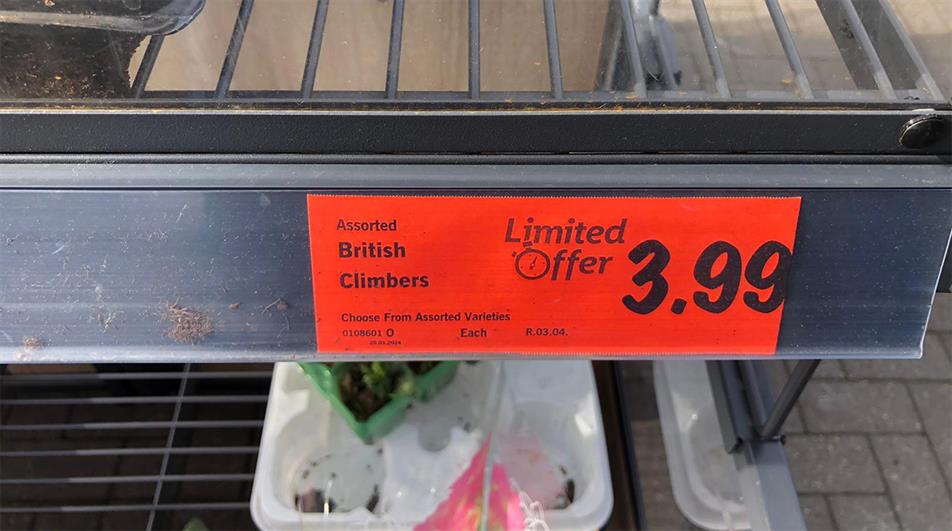 Assorted
British
Climbers
Limited
Offer
3.99
Choose From Assorted Varieties
0108601 O Each R.03.04.